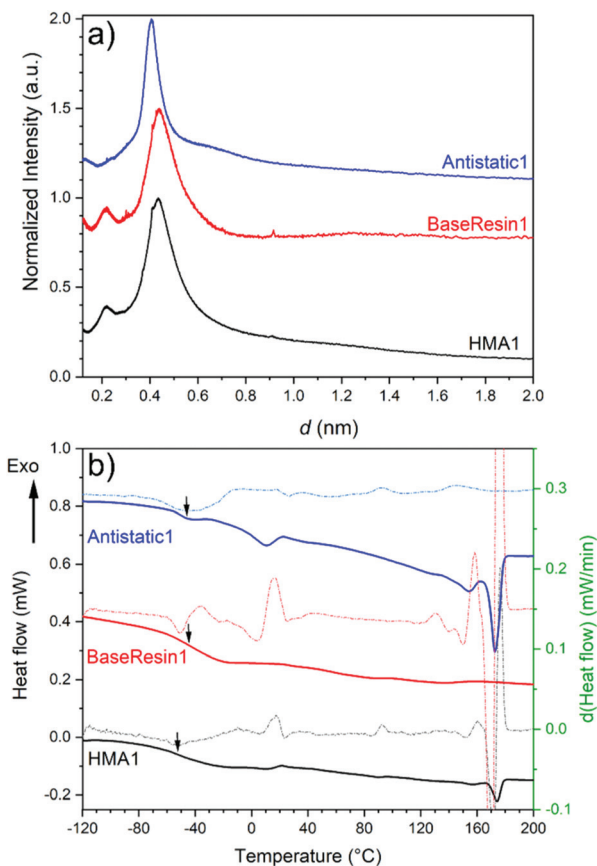 a)
2.0
1.5
1.0
0.5
0.0
Normalized Intensity (a.u.)
Antistatic1
BaseResin1
HMA1
0.2 0.4 0.6 0.8 1.0 1.2 1.4 1.6 1.8 2.0
d (nm)
b)
Exo
1.0
0.8
0.6
0.4
0.2
0.0
-0.2
Heat flow (mW)
Antistatic1
BaseResin1
HMA1
0.3
0.2
0.1
0.0
-0.1
d(Heat flow) (mW/min)
-120 -80 -40 0 40 80 120 160 200
Temperature (°C)